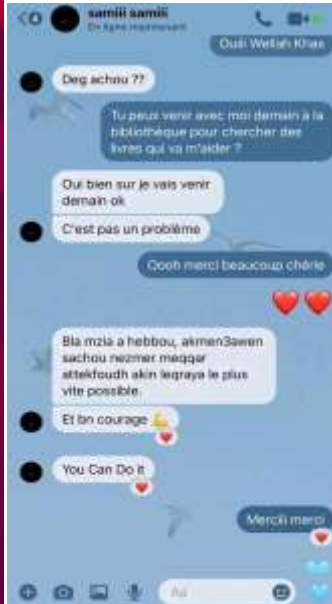 samiii samiii
En ligne maintenant
Ouii Wellah Khas
Deg achou ??
Tu peux venir avec moi demain à la
bibliothèque pour chercher des
livres qui va m'aider ?
Oui bien sur je vais venir
demain ok
C'est pas un problème
Oooh merci beaucoup chérie
Bla mzia a hebbou, akmen3awen
sachou nezmer meqqar
attekfoudh akin leqraya le plus
vite possible.
Et bn courage
You Can Do it
Merciii merci
Aa